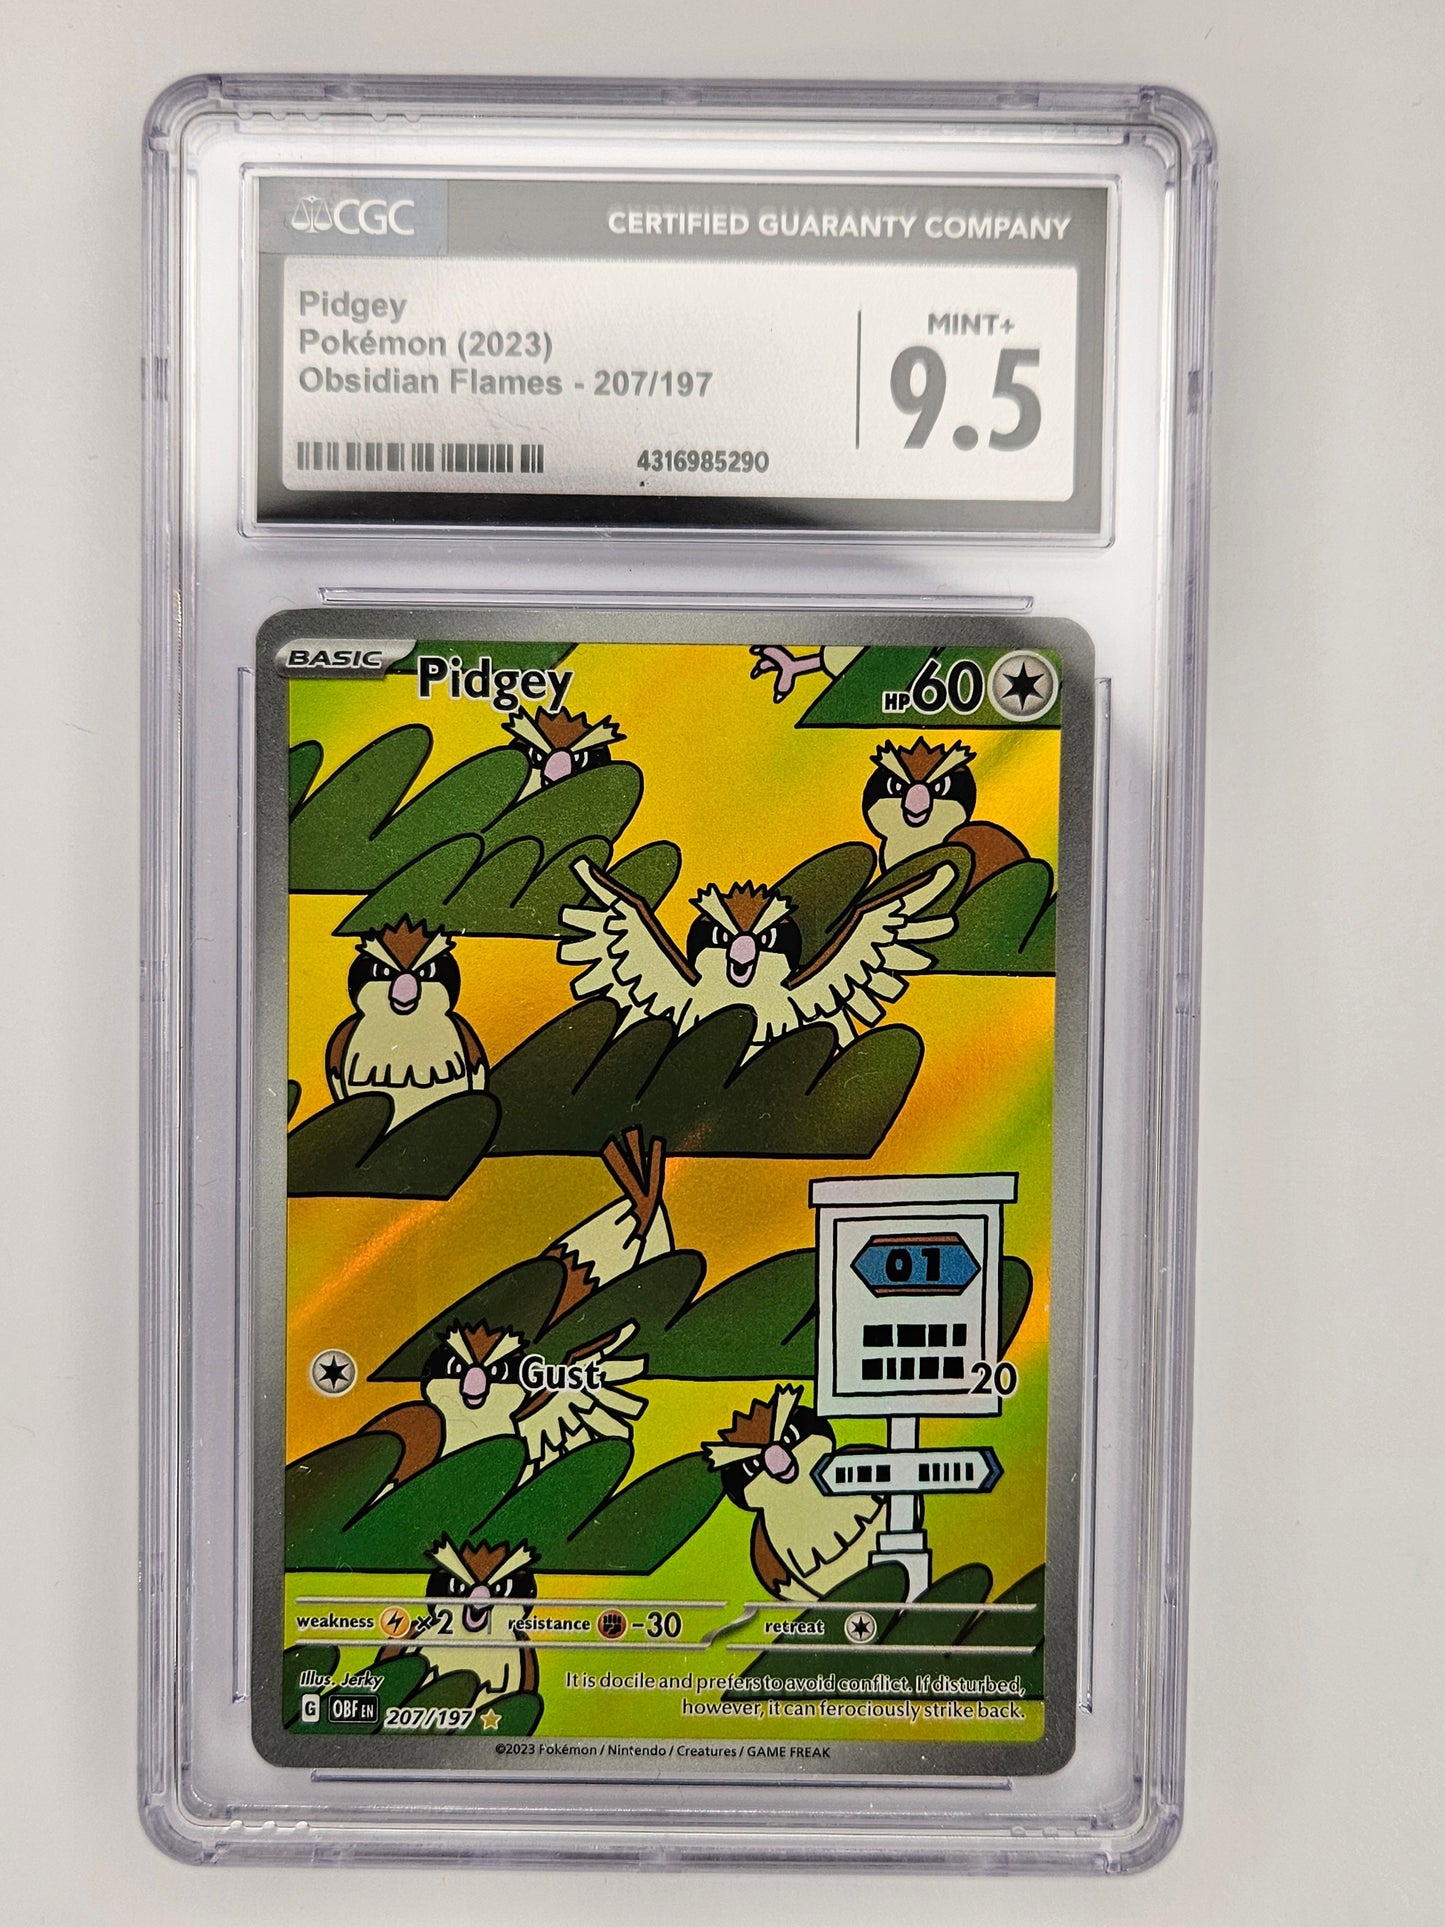 CGC
CERTIFIED GUARANTY COMPANY
Pidgey
Pokémon (2023)
Obsidian Flames - 207/197
MINT+
9.5
4316985290
BASIC
Pidgey
HP60
01
Gust
20
weakness ×2
resistance -30
retreat
Illus. Jerky
It is docile and prefers to avoid conflict. If disturbed,
however, it can ferociously strike back.
G OBF EN 207/197
©2023 Pokémon / Nintendo / Creatures / GAME FREAK